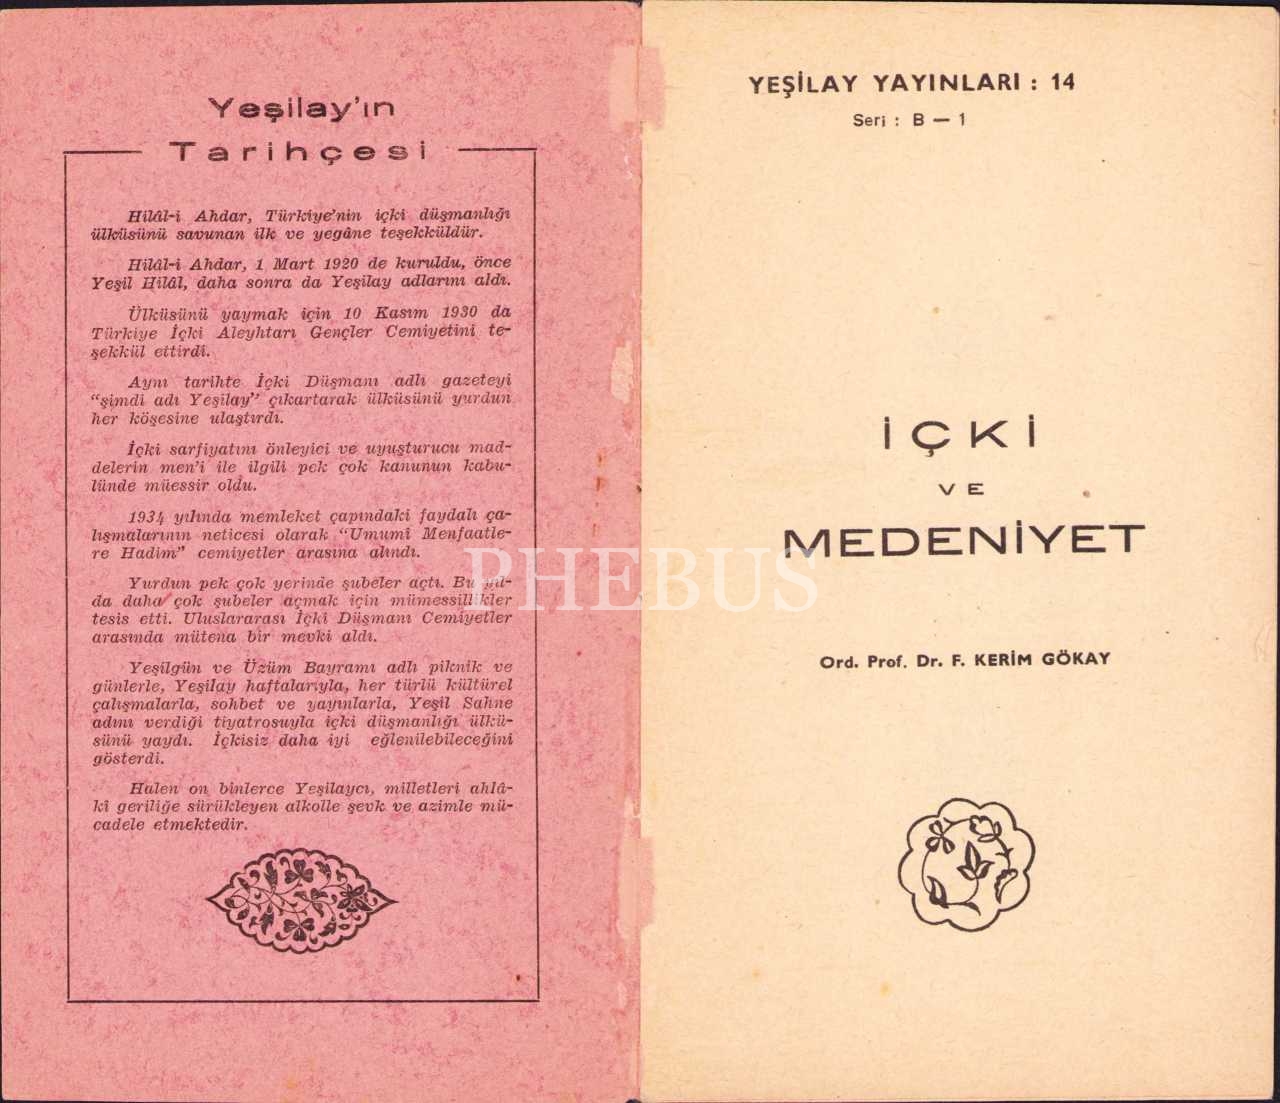 Yeşilay'ın
Tarihçesi
Hilâl-i Ahdar, Türkiye'nin içki düşmanlığı
ülküsünü savunan ilk ve yegâne teşekküldür.
Hilâl-i Ahdar, 1 Mart 1920 de kuruldu, önce
Yeşil Hilâl, daha sonra da Yeşilay adlarını aldı.
Ülküsünü yaymak için 10 Kasım 1930 da
Türkiye İçki Aleyhtarı Gençler Cemiyetini te-
şekkül ettirdi.
Aynı tarihte İçki Düşmanı adlı gazeteyi
"şimdi adı Yeşilay" çıkartarak ülküsünü yurdun
her köşesine ulaştırdı.
İçki sarfiyatını önleyici ve uyuşturucu mad-
delerin men'i ile ilgili pek çok kanunun kabu-
lünde müessir oldu.
1934 yılında memleket çapındaki faydalı ça-
lışmalarının neticesi olarak "Umumî Menfaatle-
re Hadim" cemiyetler arasına alındı.
Yurdun pek çok yerinde şubeler açtı. Bu yıl-
da daha çok şubeler açmak için mümessillikler
tesis etti. Uluslararası İçki Düşmanı Cemiyetler
arasında mütena bir mevki aldı.
Yeşilgün ve Üzüm Bayramı adlı piknik ve
günlerle, Yeşilay haftalarıyla, her türlü kültürel
çalışmalarla, sohbet ve yayınlarla, Yeşil Sahne
adını verdiği tiyatrosuyla içki düşmanlığı ülkü-
sünü yaydı. İçkisiz daha iyi eğlenilebileceğini
gösterdi.
Halen on binlerce Yeşilaycı, milletleri ahlâ-
kî geriliğe sürükleyen alkolle şevk ve azimle mü-
cadele etmektedir.
YEŞİLAY YAYINLARI : 14
Seri : B — 1
İÇKİ
VE
MEDENİYET
Ord. Prof. Dr. F. KERİM GÖKAY
PHEBUS